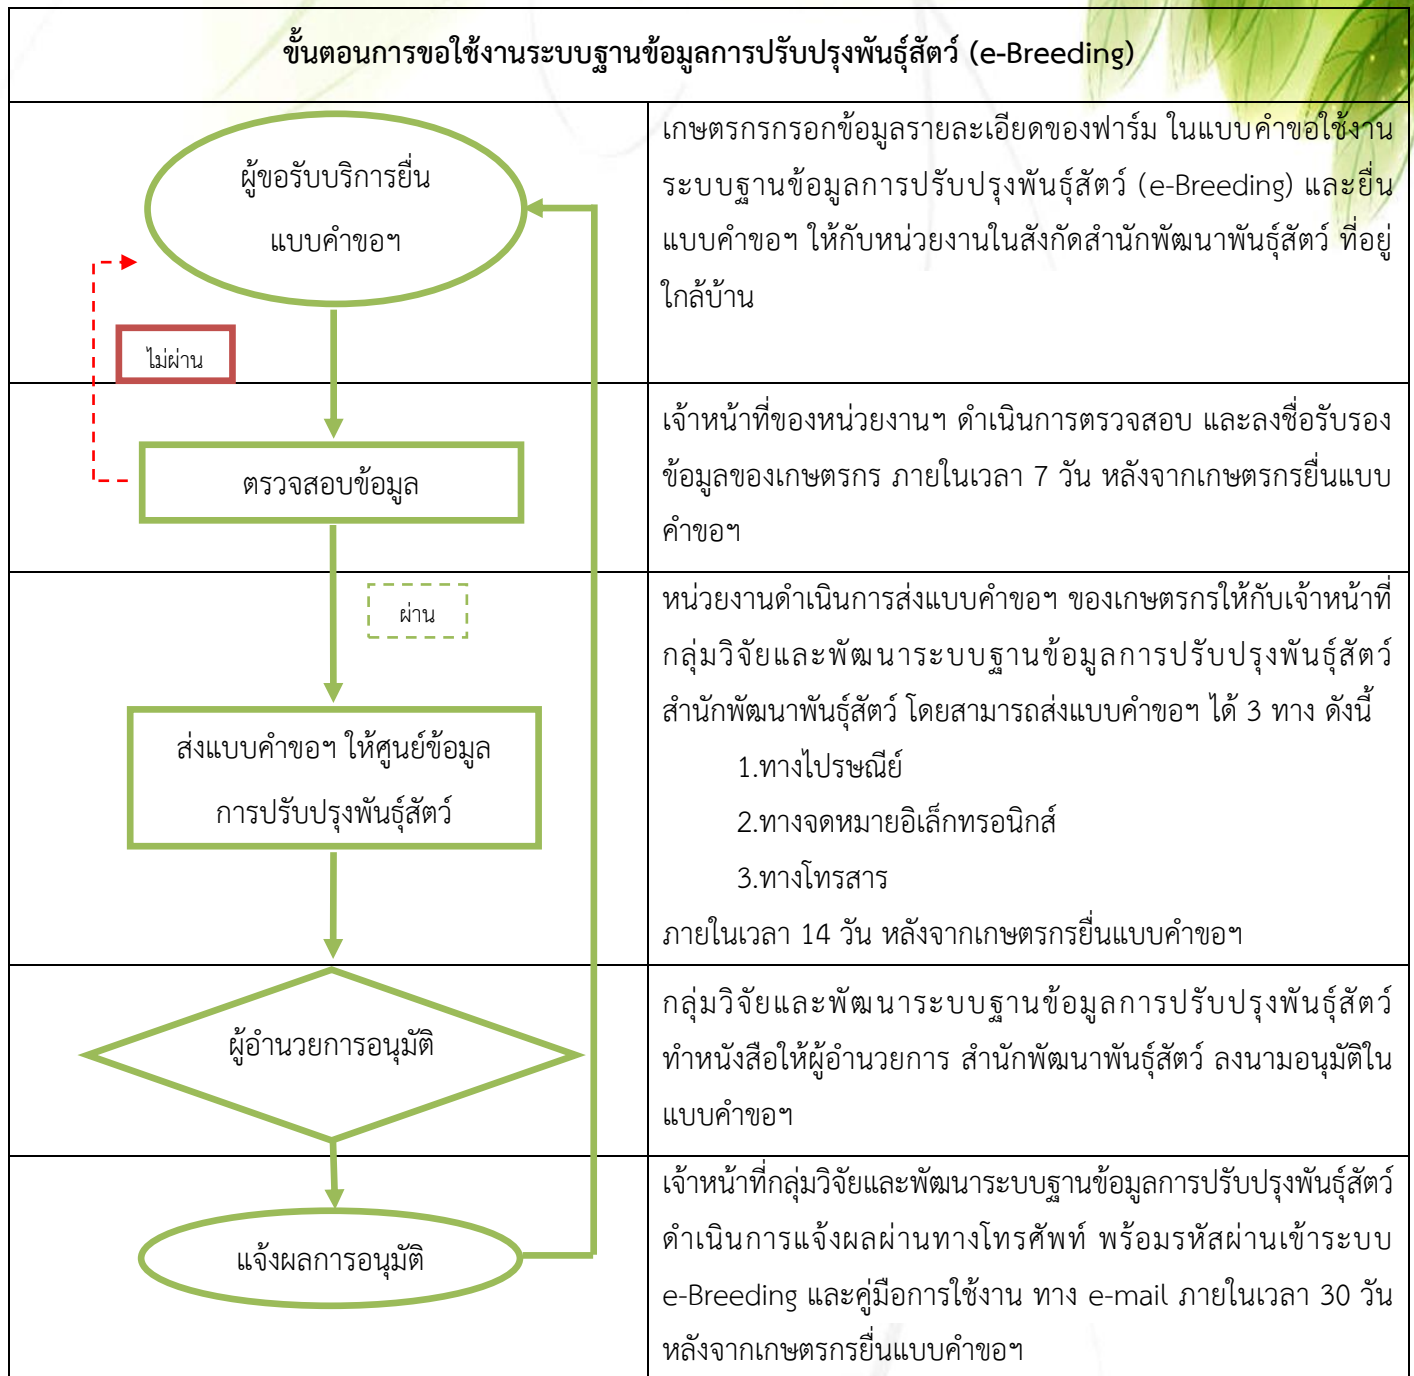 ขั้นตอนการขอใช้งานระบบฐานข้อมูลการปรับปรุงพันธุ์สัตว์ (e-Breeding)
ผู้ขอรับบริการยื่น
แบบคำขอฯ
เกษตรกรกรอกข้อมูลรายละเอียดของฟาร์ม ในแบบคำขอใช้งาน
ระบบฐานข้อมูลการปรับปรุงพันธุ์สัตว์ (e-Breeding) และยื่น
แบบคำขอฯ ให้กับหน่วยงานในสังกัดสำนักพัฒนาพันธุ์สัตว์ ที่อยู่
ใกล้บ้าน
ไม่ผ่าน
ตรวจสอบข้อมูล
เจ้าหน้าที่ของหน่วยงานฯ ดำเนินการตรวจสอบ และลงชื่อรับรอง
ข้อมูลของเกษตรกร ภายในเวลา 7 วัน หลังจากเกษตรกรยื่นแบบ
คำขอฯ
ผ่าน
ส่งแบบคำขอฯ ให้ศูนย์ข้อมูล
การปรับปรุงพันธุ์สัตว์
หน่วยงานดำเนินการส่งแบบคำขอฯ ของเกษตรกรให้กับเจ้าหน้าที่
กลุ่มวิจัยและพัฒนาระบบฐานข้อมูลการปรับปรุงพันธุ์สัตว์
สำนักพัฒนาพันธุ์สัตว์ โดยสามารถส่งแบบคำขอฯ ได้ 3 ทาง ดังนี้
1.ทางไปรษณีย์
2.ทางจดหมายอิเล็กทรอนิกส์
3.ทางโทรสาร
ภายในเวลา 14 วัน หลังจากเกษตรกรยื่นแบบคำขอฯ
ผู้อำนวยการอนุมัติ
กลุ่มวิจัยและพัฒนาระบบฐานข้อมูลการปรับปรุงพันธุ์สัตว์
ทำหนังสือให้ผู้อำนวยการ สำนักพัฒนาพันธุ์สัตว์ ลงนามอนุมัติใน
แบบคำขอฯ
แจ้งผลการอนุมัติ
เจ้าหน้าที่กลุ่มวิจัยและพัฒนาระบบฐานข้อมูลการปรับปรุงพันธุ์สัตว์
ดำเนินการแจ้งผลผ่านทางโทรศัพท์ พร้อมรหัสผ่านเข้าระบบ
e-Breeding และคู่มือการใช้งาน ทาง e-mail ภายในเวลา 30 วัน
หลังจากเกษตรกรยื่นแบบคำขอฯ